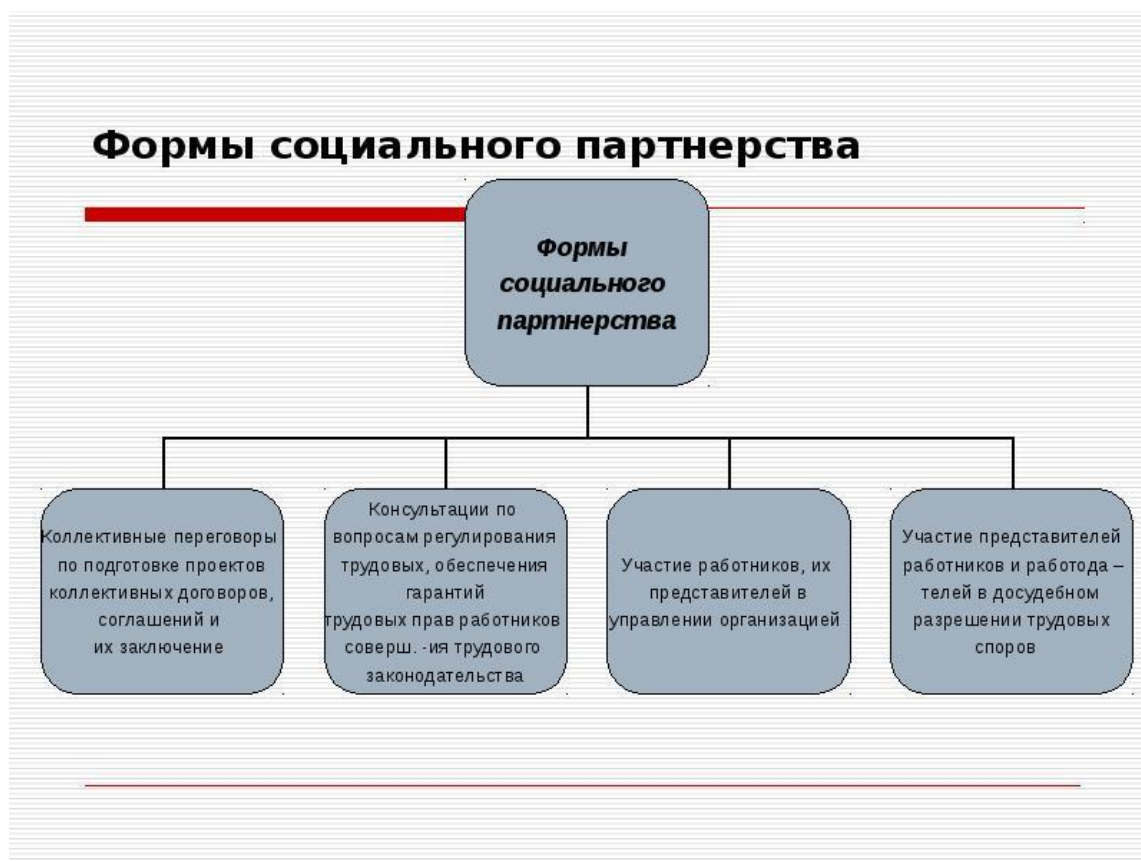 Формы социального партнерства
Формы
социального
партнерства
Коллективные переговоры
по подготовке проектов
коллективных договоров,
соглашений и
их заключение
Консультации по
вопросам регулирования
трудовых, обеспечения
гарантий
трудовых прав работников
соверш. -ия трудового
законодательства
Участие работников, их
представителей в
управлении организацией
Участие представителей
работников и работода –
телей в досудебном
разрешении трудовых
споров